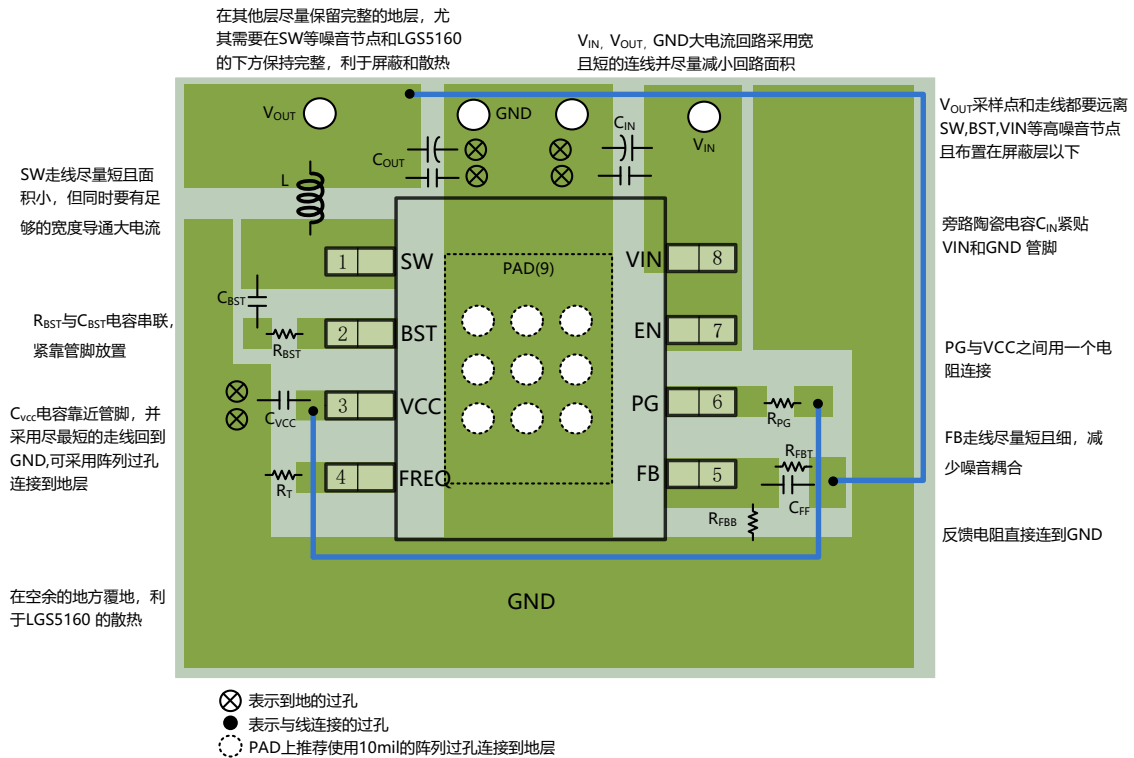 在其他层尽量保留完整的地层，尤
其需要在SW等噪音节点和LGS5160
的下方保持完整，利于屏蔽和散热
VIN, VOUT, GND大电流回路采用宽
且短的连线并尽量减小回路面积
VOUT
GND
CIN
VIN
COUT
VOUT采样点和走线都要远离
SW,BST,VIN等高噪音节点
且布置在屏蔽层以下
SW走线尽量短且面
积小，但同时要有足
够的宽度导通大电流
L
旁路陶瓷电容CIN紧贴
VIN和GND 管脚
1
SW
PAD(9)
VIN
8
CBST
RBST与CBST电容串联，
紧靠管脚放置
RBST
2
BST
EN
7
PG与VCC之间用一个电
阻连接
Cvcc电容靠近管脚，并
采用尽最短的走线回到
GND,可采用阵列过孔
连接到地层
CVCC
3
VCC
PG
6
RPG
FB走线尽量短且细，减
少噪音耦合
RT
4
FREQ
FB
5
RFBT
CFF
RFBB
反馈电阻直接连到GND
在空余的地方覆地，利
于LGS5160 的散热
GND
表示到地的过孔
表示与线连接的过孔
PAD上推荐使用10mil的阵列过孔连接到地层